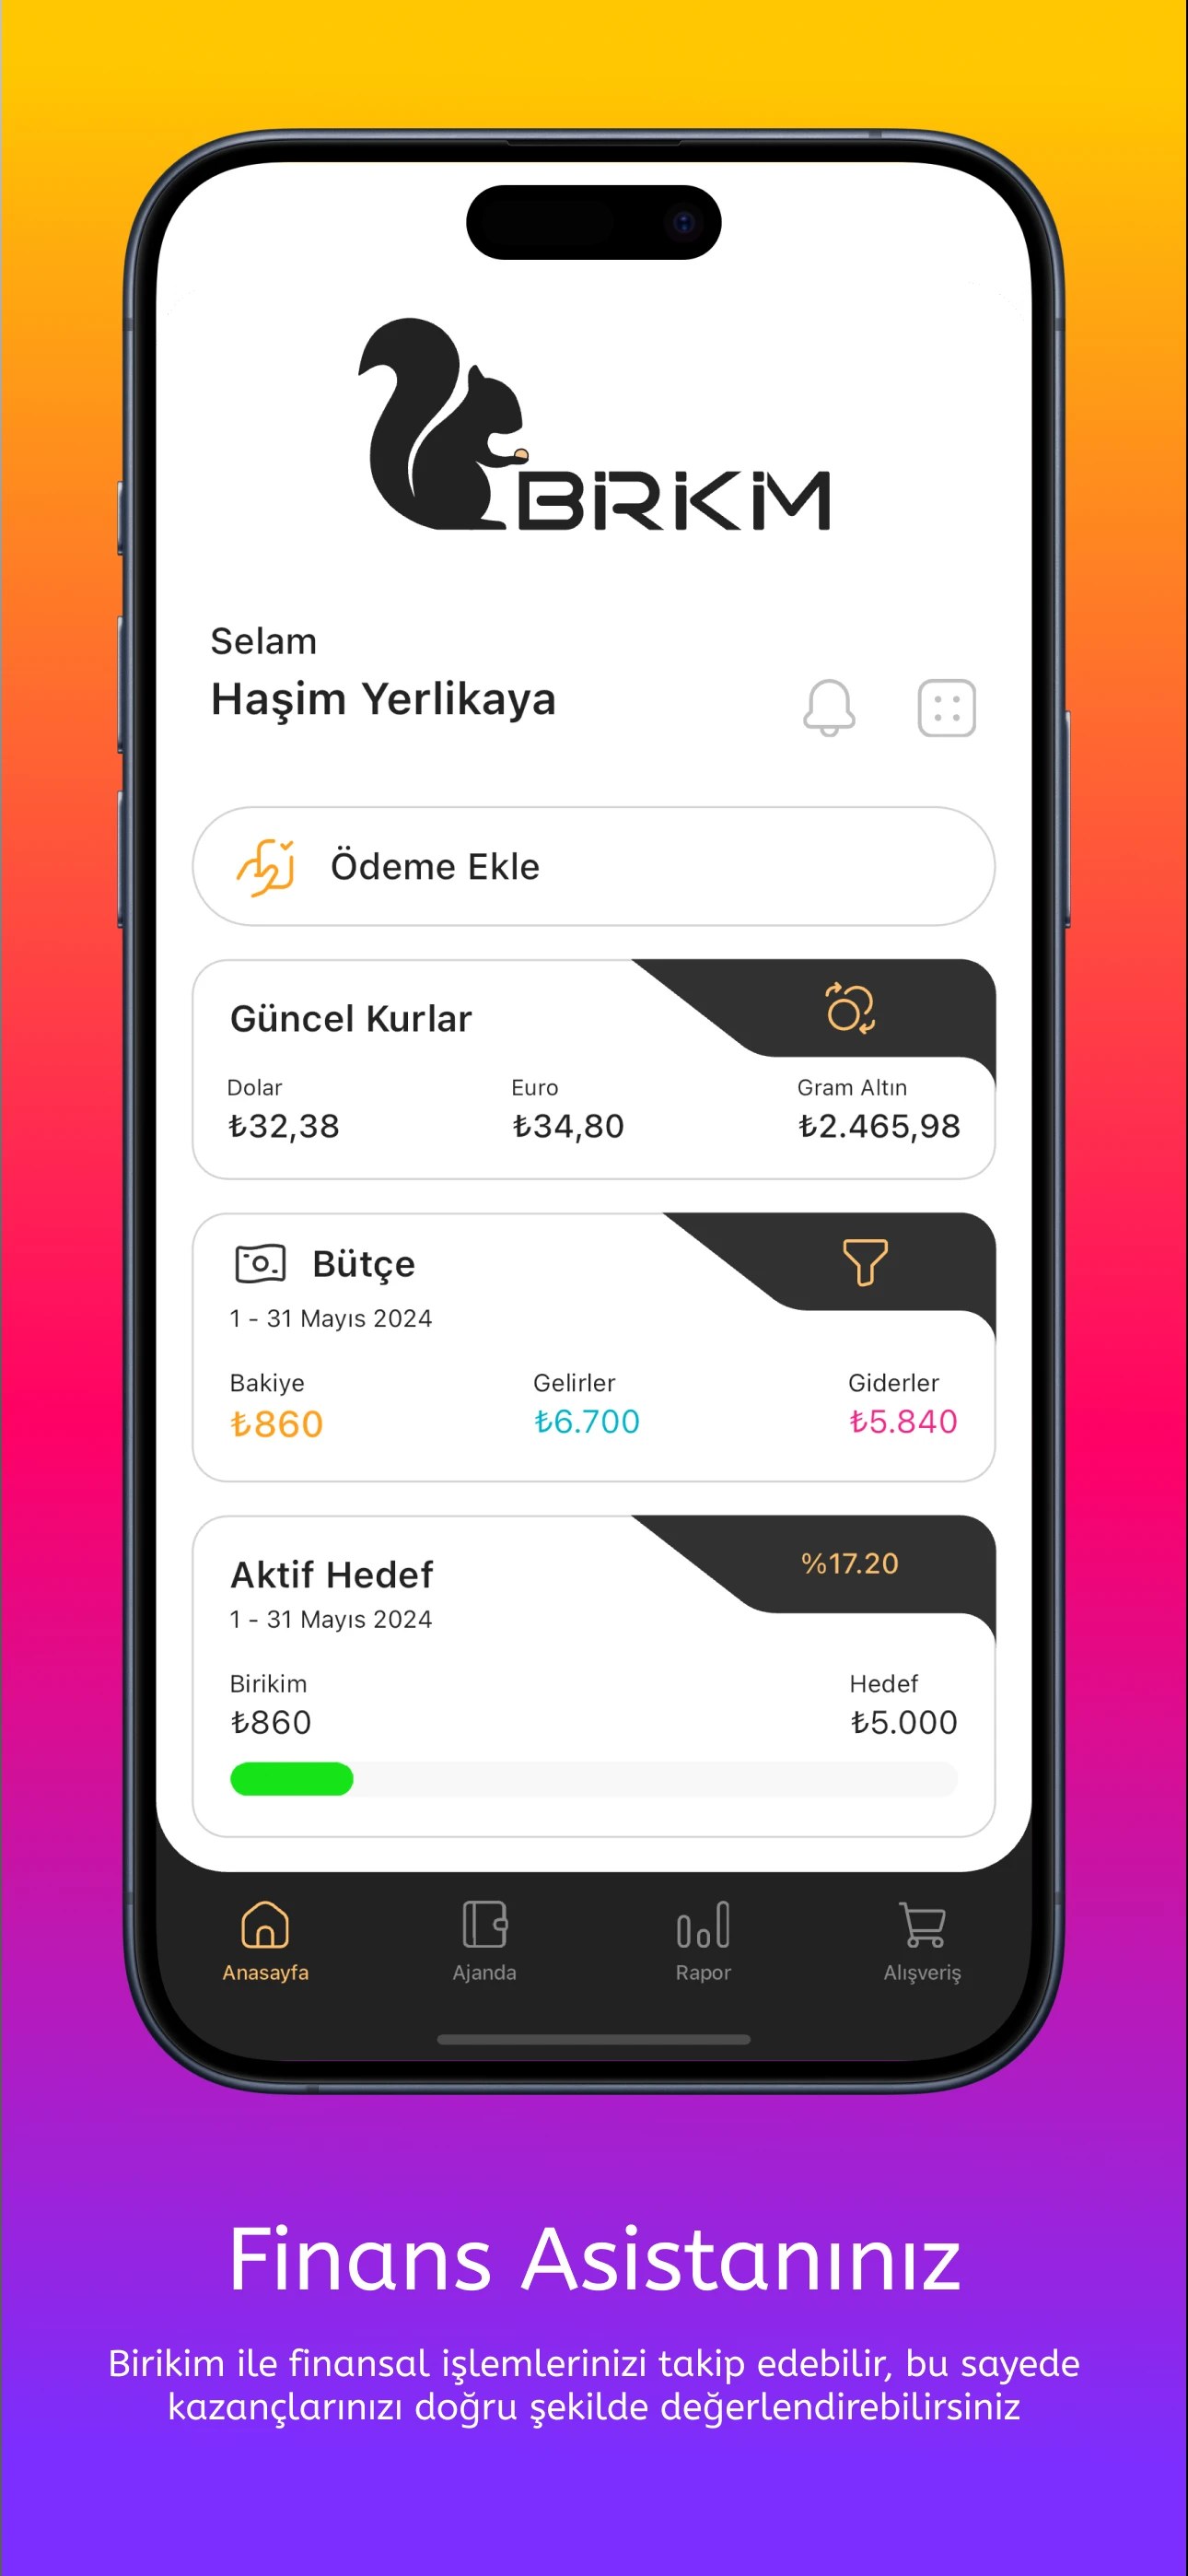 BiRiKiM
Selam
Haşim Yerlikaya
Ödeme Ekle
Güncel Kurlar
Dolar Euro Gram Altın
₺32,38 ₺34,80 ₺2.465,98
Bütçe
1 - 31 Mayıs 2024
Bakiye Gelirler Giderler
₺860 ₺6.700 ₺5.840
%17.20
Aktif Hedef
1 - 31 Mayıs 2024
Birikim Hedef
₺860 ₺5.000
Anasayfa Ajanda Rapor Alışveriş
Finans Asistanınız
Birikim ile finansal işlemlerinizi takip edebilir, bu sayede
kazançlarınızı doğru şekilde değerlendirebilirsiniz